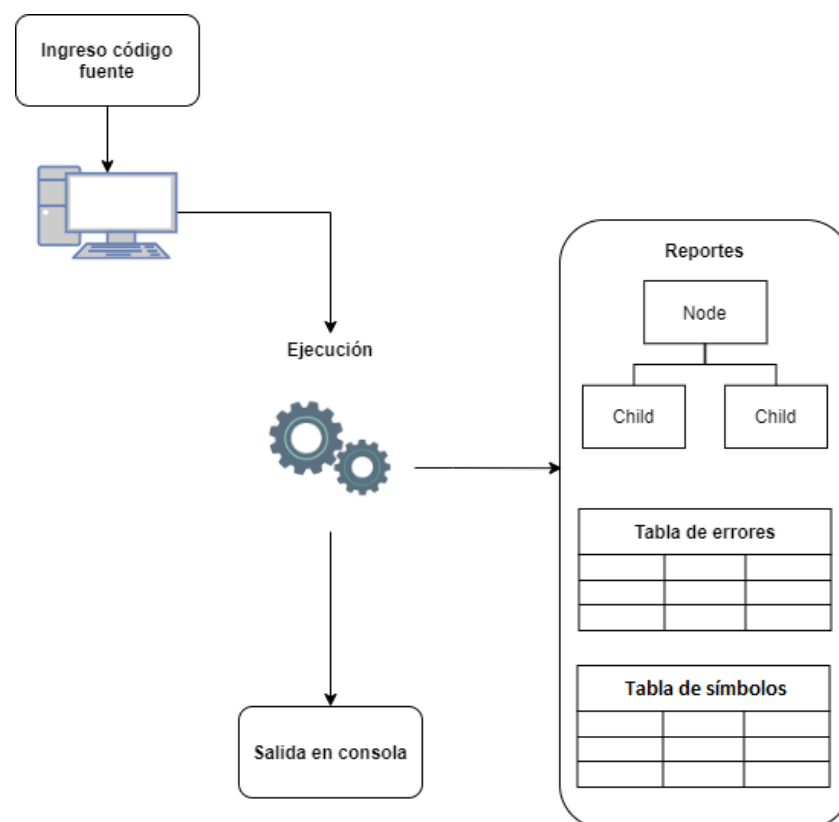 Ingreso código
fuente
Reportes
Node
Ejecución
Child
Child
Tabla de errores
Tabla de símbolos
Salida en consola